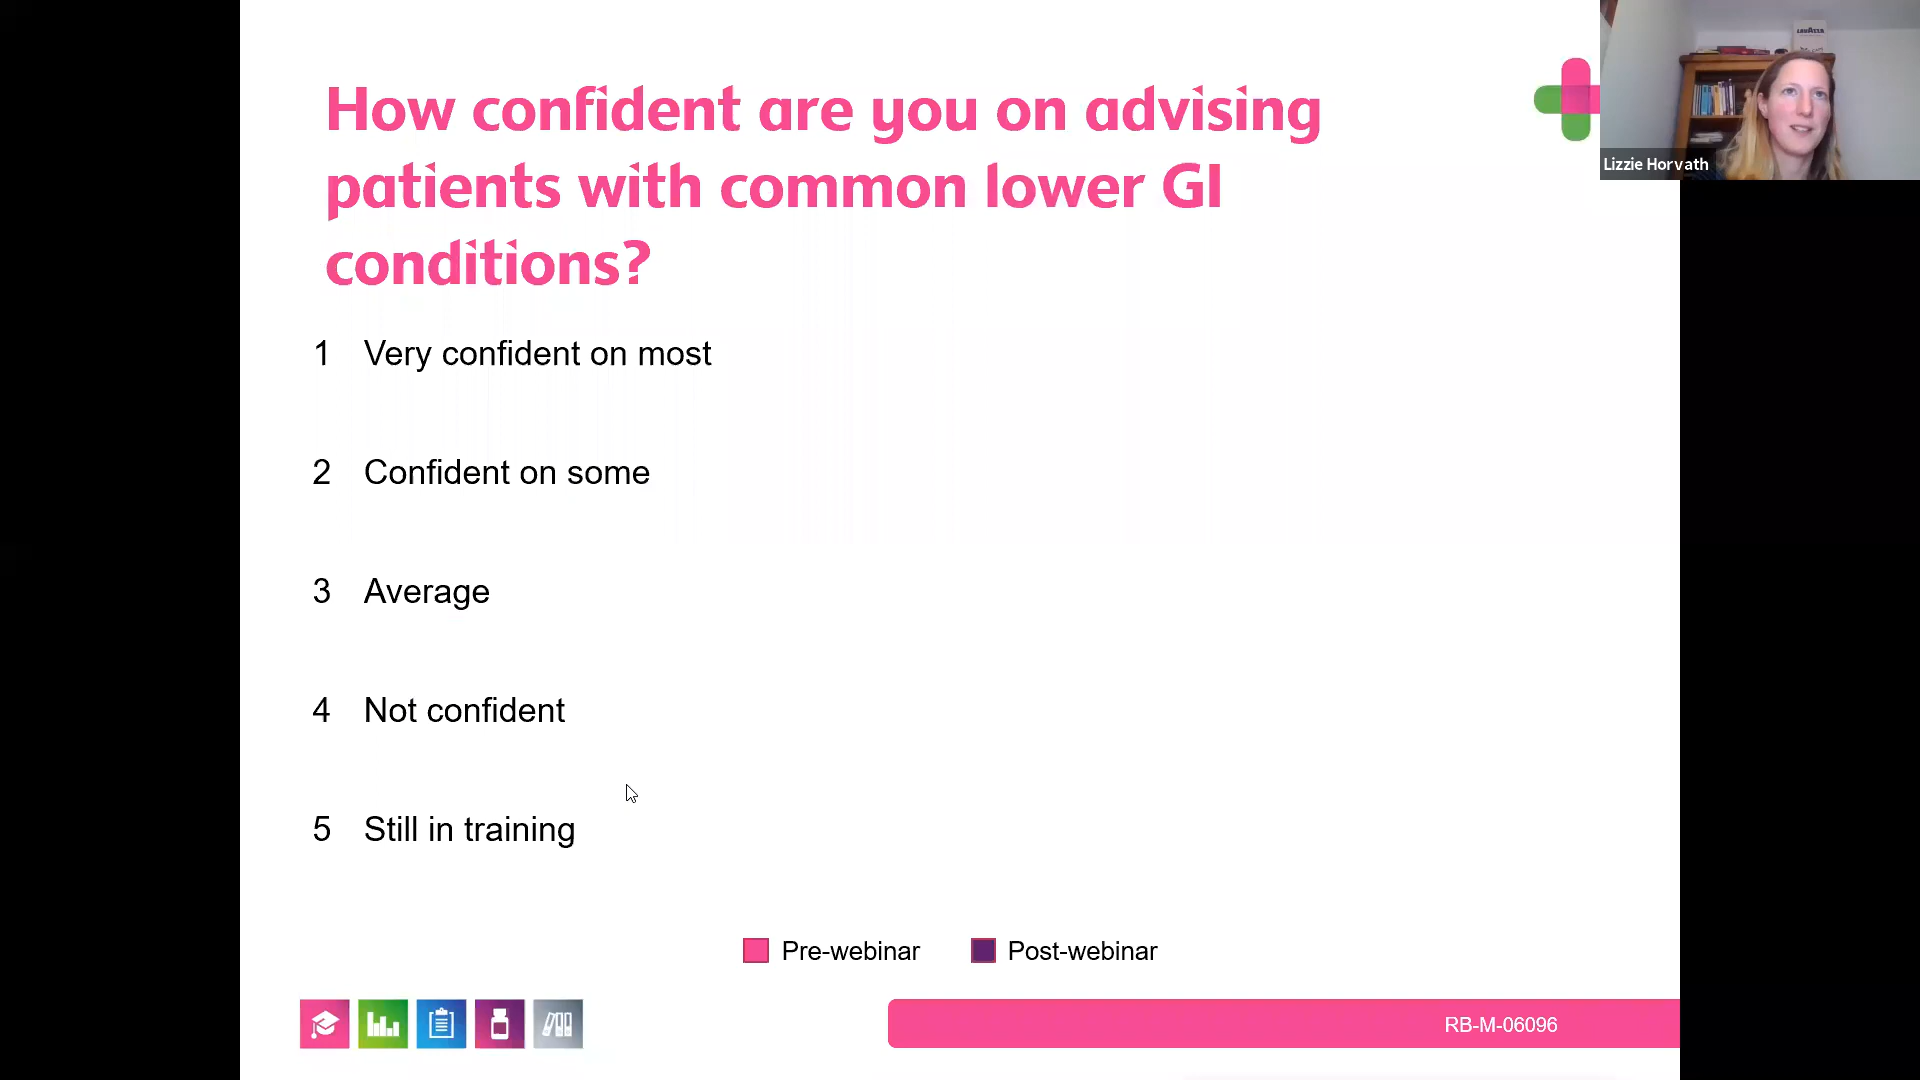 How confident are you on advising
patients with common lower GI
conditions?
1 Very confident on most
2 Confident on some
3 Average
4 Not confident
5 Still in training
Pre-webinar Post-webinar
RB-M-06096
LAVAZZA
Lizzie Horvath